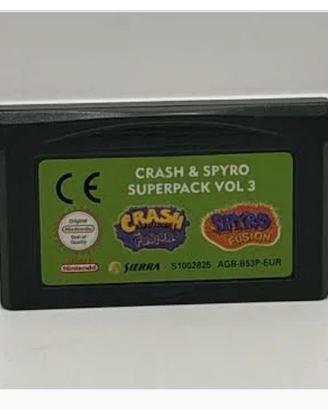 CE
CRASH & SPYRO
SUPERPACK VOL 3
Original
Nintendo
Seal of
Quality
CRASH
FUSION
SPYRO
FUSION
Nintendo
SIERRA
S1002825 AGB-B53P-EUR